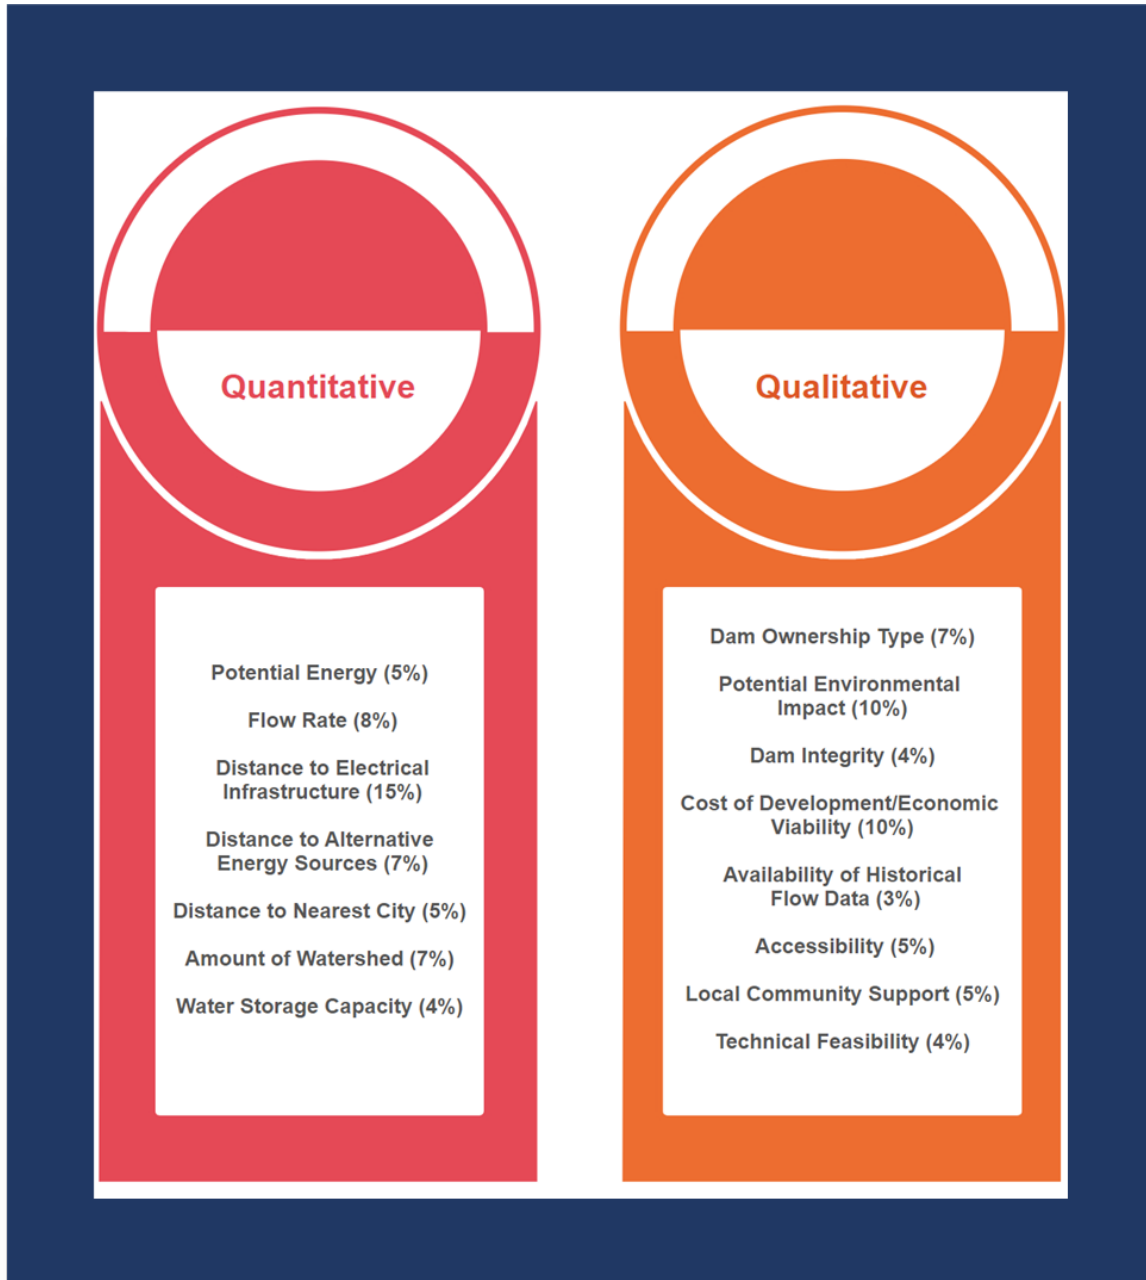 Quantitative
Potential Energy (5%)
Flow Rate (8%)
Distance to Electrical
Infrastructure (15%)
Distance to Alternative
Energy Sources (7%)
Distance to Nearest City (5%)
Amount of Watershed (7%)
Water Storage Capacity (4%)
Qualitative
Dam Ownership Type (7%)
Potential Environmental
Impact (10%)
Dam Integrity (4%)
Cost of Development/Economic
Viability (10%)
Availability of Historical
Flow Data (3%)
Accessibility (5%)
Local Community Support (5%)
Technical Feasibility (4%)